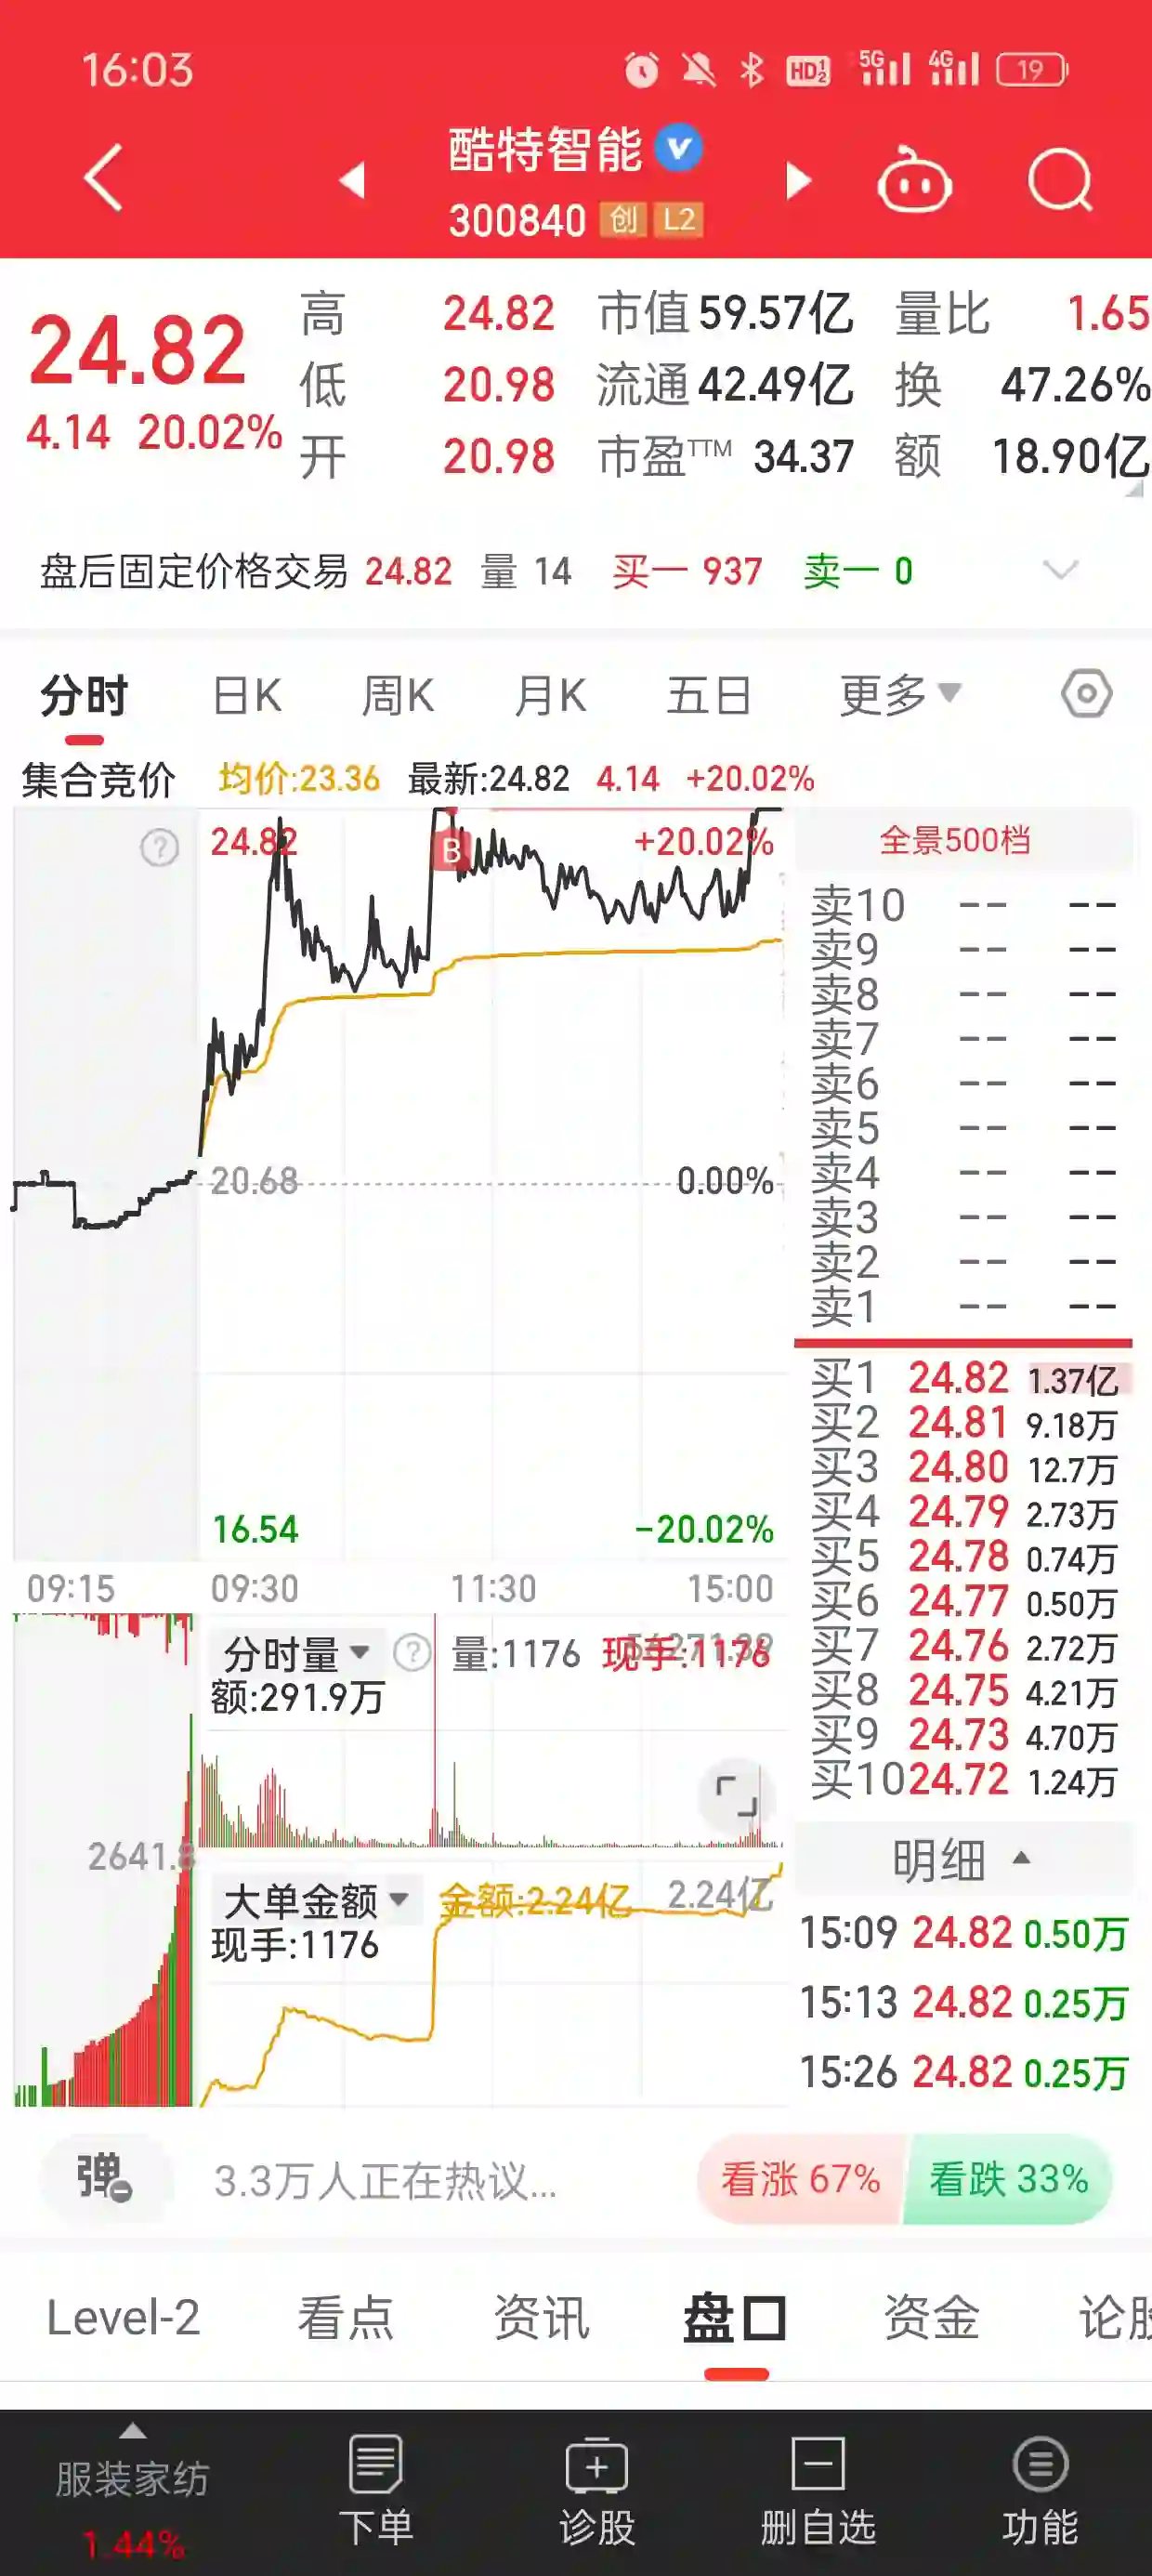 16:03 HD 5G 4G 19
酷特智能
300840 创 L2
24.82 高 24.82 市值 59.57亿 量比 1.65
低 20.98 流通 42.49亿 换 47.26%
4.14 20.02% 开 20.98 市盈TTM 34.37 额 18.90亿
盘后固定价格交易 24.82 量 14 买一 937 卖一 0
分时 日K 周K 月K 五日 更多
集合竞价 均价:23.36 最新:24.82 4.14 +20.02%
24.82 B +20.02%
20.68 0.00%
16.54 -20.02%
09:15 09:30 11:30 15:00
分时量 量:1176 现手:1176
额:291.9万
2641.8
大单金额 金额:2.24亿 2.24亿
现手:1176
全景500档
卖10 -- --
卖9 -- --
卖8 -- --
卖7 -- --
卖6 -- --
卖5 -- --
卖4 -- --
卖3 -- --
卖2 -- --
卖1 -- --
买1 24.82 1.37亿
买2 24.81 9.18万
买3 24.80 12.7万
买4 24.79 2.73万
买5 24.78 0.74万
买6 24.77 0.50万
买7 24.76 2.72万
买8 24.75 4.21万
买9 24.73 4.70万
买10 24.72 1.24万
明细
15:09 24.82 0.50万
15:13 24.82 0.25万
15:26 24.82 0.25万
弹 3.3万人正在热议... 看涨 67% 看跌 33%
Level-2 看点 资讯 盘口 资金 论股
服装家纺 下单 诊股 删自选 功能
1.44%